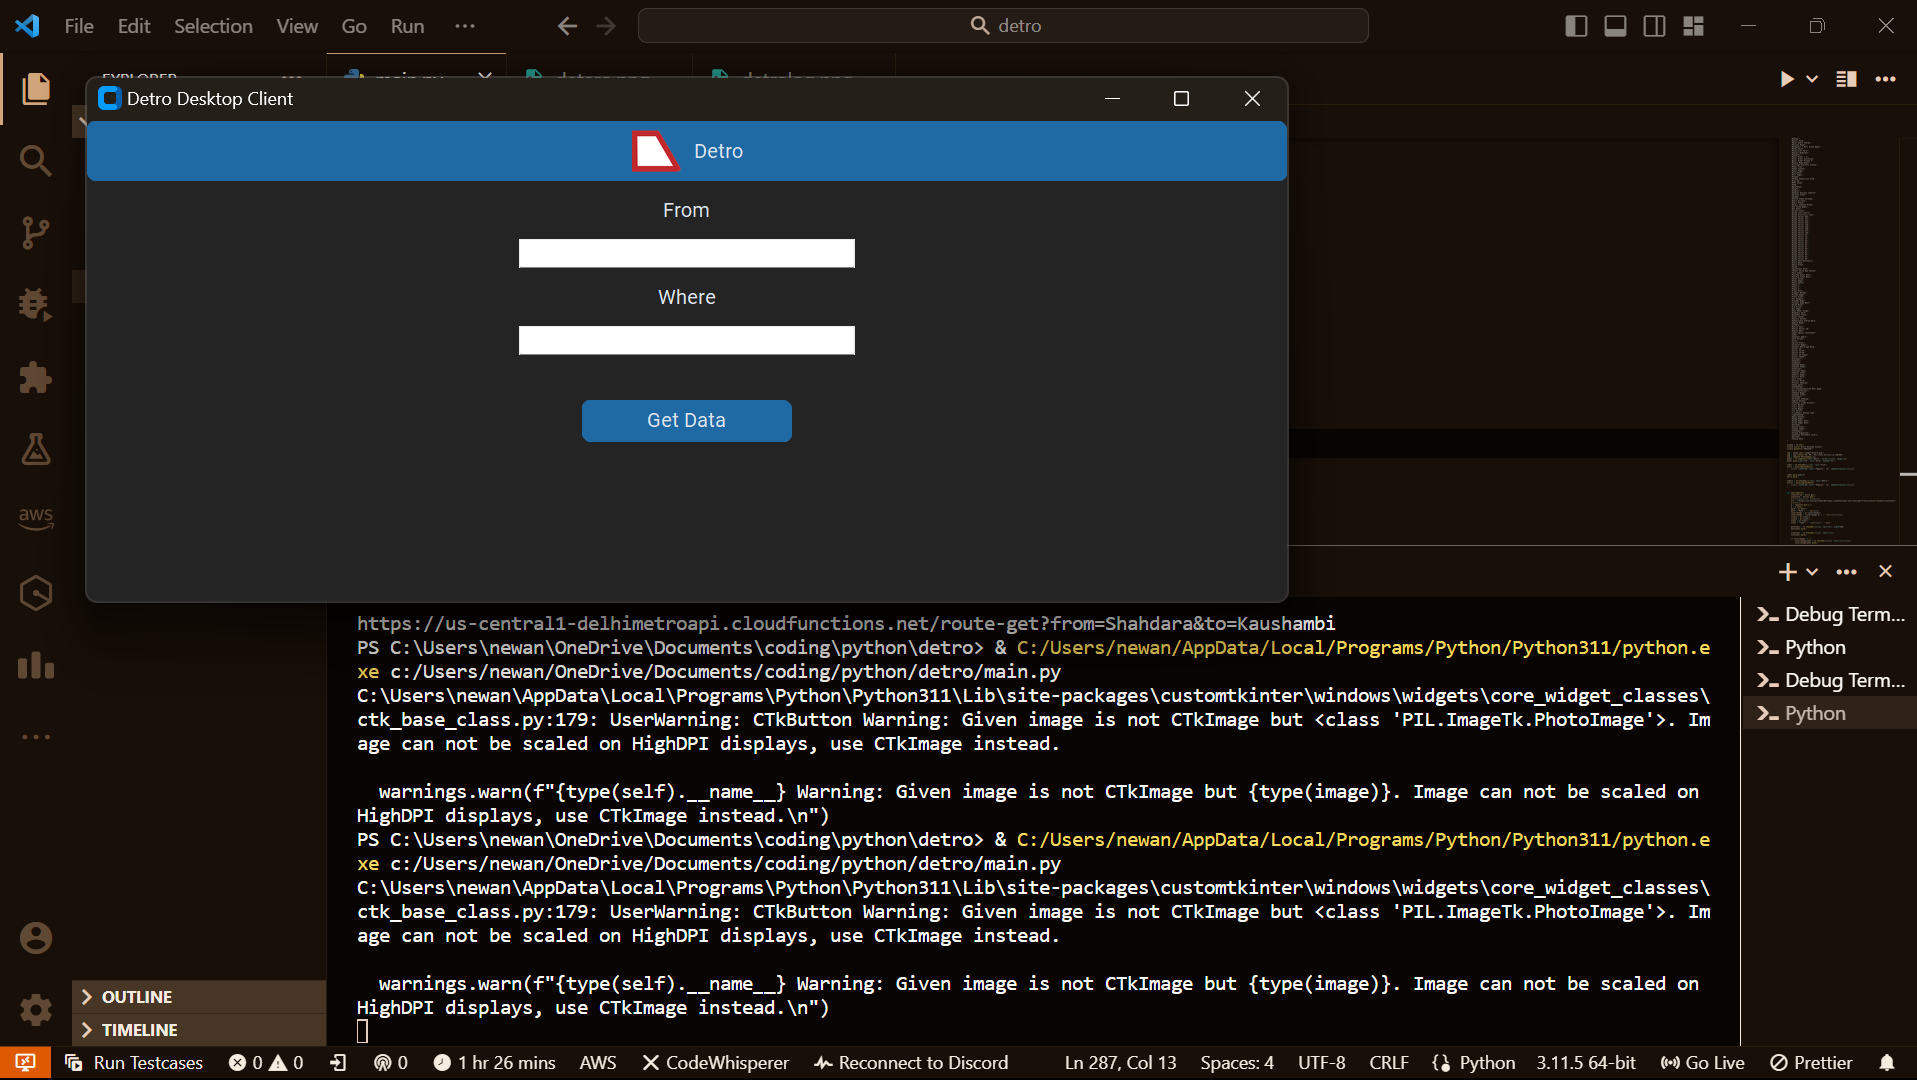 File Edit Selection View Go Run ··· detro
Detro Desktop Client
Detro
From
Where
Get Data
aws
https://us-central1-delhimetroapi.cloudfunctions.net/route-get?from=Shahdara&to=Kaushambi
PS C:\Users\newan\OneDrive\Documents\coding\python\detro> & C:/Users/newan/AppData/Local/Programs/Python/Python311/python.e
xe c:/Users/newan/OneDrive/Documents/coding/python/detro/main.py
C:\Users\newan\AppData\Local\Programs\Python\Python311\Lib\site-packages\customtkinter\windows\widgets\core_widget_classes\
ctk_base_class.py:179: UserWarning: CTkButton Warning: Given image is not CTkImage but <class 'PIL.ImageTk.PhotoImage'>. Im
age can not be scaled on HighDPI displays, use CTkImage instead.
warnings.warn(f"{type(self).__name__} Warning: Given image is not CTkImage but {type(image)}. Image can not be scaled on
HighDPI displays, use CTkImage instead.\n")
PS C:\Users\newan\OneDrive\Documents\coding\python\detro> & C:/Users/newan/AppData/Local/Programs/Python/Python311/python.e
xe c:/Users/newan/OneDrive/Documents/coding/python/detro/main.py
C:\Users\newan\AppData\Local\Programs\Python\Python311\Lib\site-packages\customtkinter\windows\widgets\core_widget_classes\
ctk_base_class.py:179: UserWarning: CTkButton Warning: Given image is not CTkImage but <class 'PIL.ImageTk.PhotoImage'>. Im
age can not be scaled on HighDPI displays, use CTkImage instead.
warnings.warn(f"{type(self).__name__} Warning: Given image is not CTkImage but {type(image)}. Image can not be scaled on
HighDPI displays, use CTkImage instead.\n")
Debug Term...
Python
Debug Term...
Python
OUTLINE
TIMELINE
Run Testcases 0 0 0 1 hr 26 mins AWS CodeWhisperer Reconnect to Discord Ln 287, Col 13 Spaces: 4 UTF-8 CRLF Python 3.11.5 64-bit Go Live Prettier